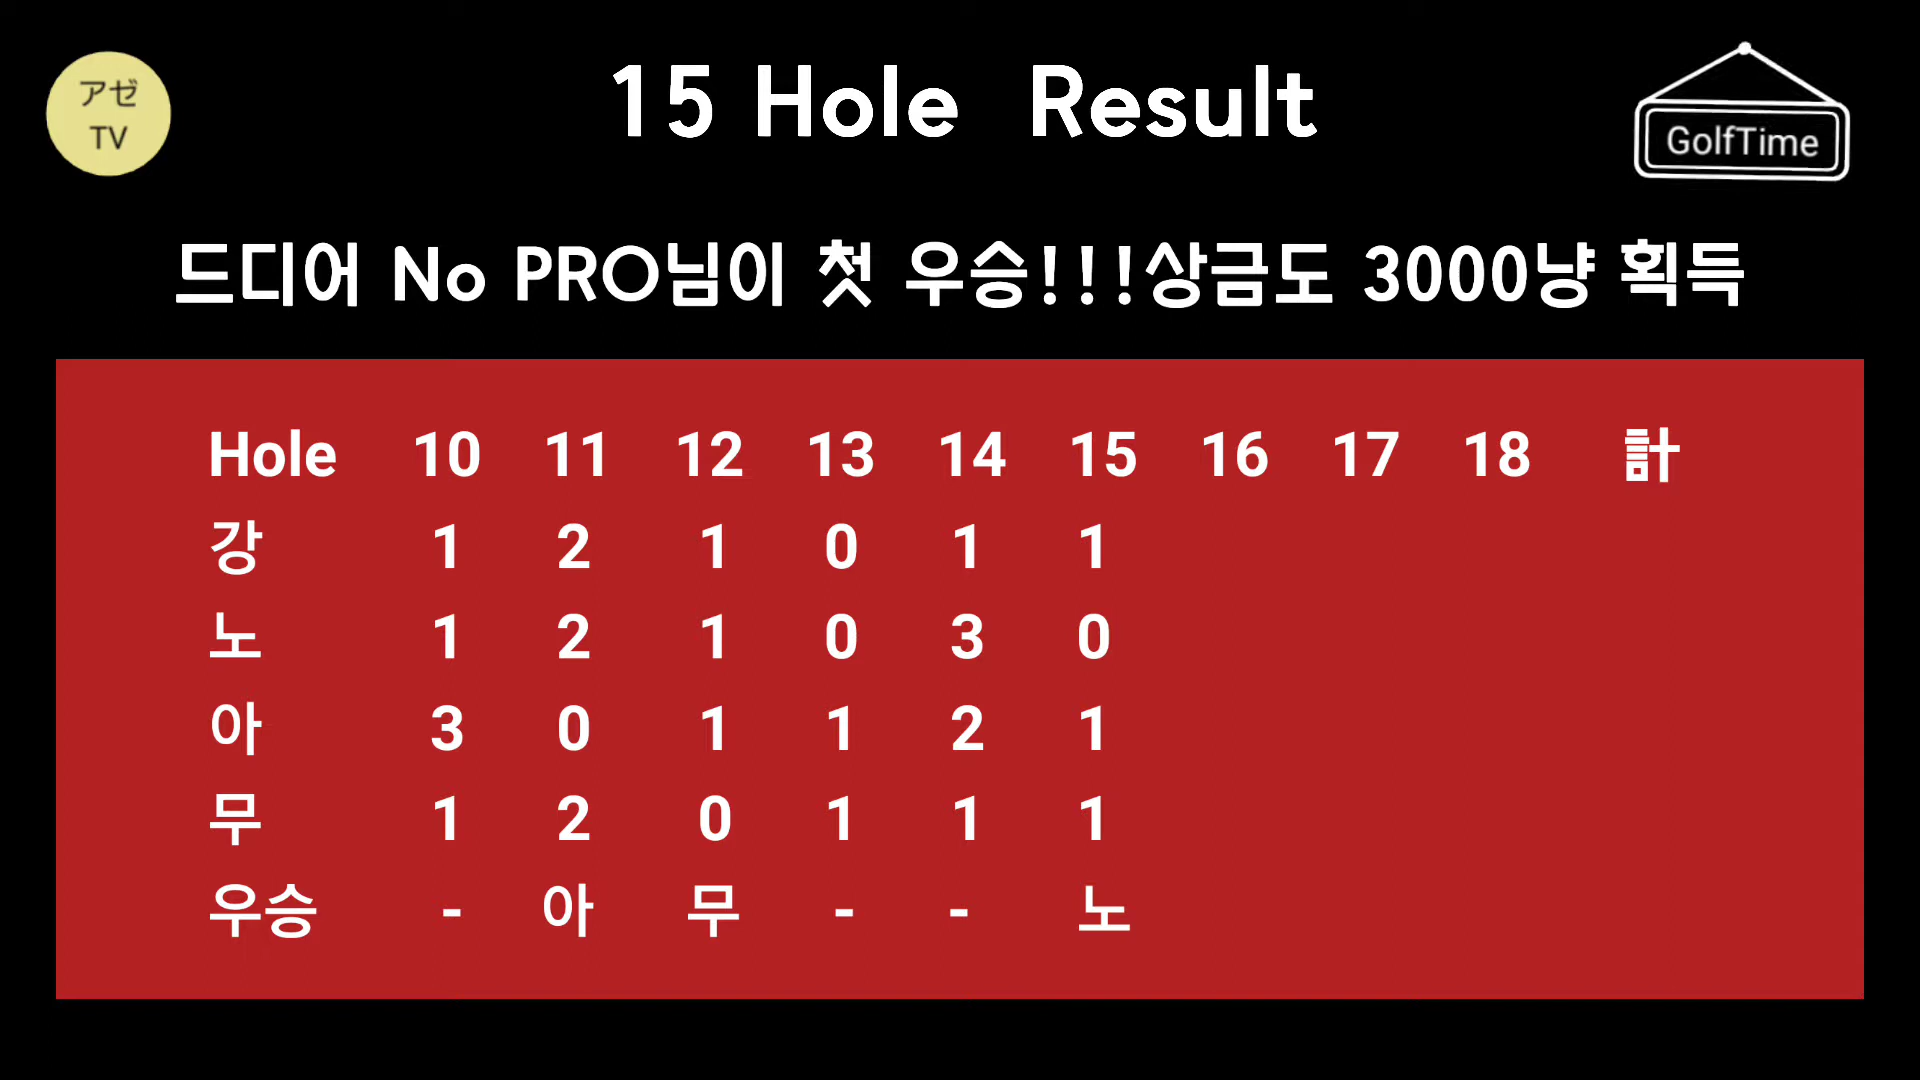 アゼ
TV
15 Hole Result
GolfTime
드디어 No PRO님이 첫 우승!!!상금도 3000냥 획득
Hole 10 11 12 13 14 15 16 17 18 計
강 1 2 1 0 1 1
노 1 2 1 0 3 0
아 3 0 1 1 2 1
무 1 2 0 1 1 1
우승 - 아 무 - - 노